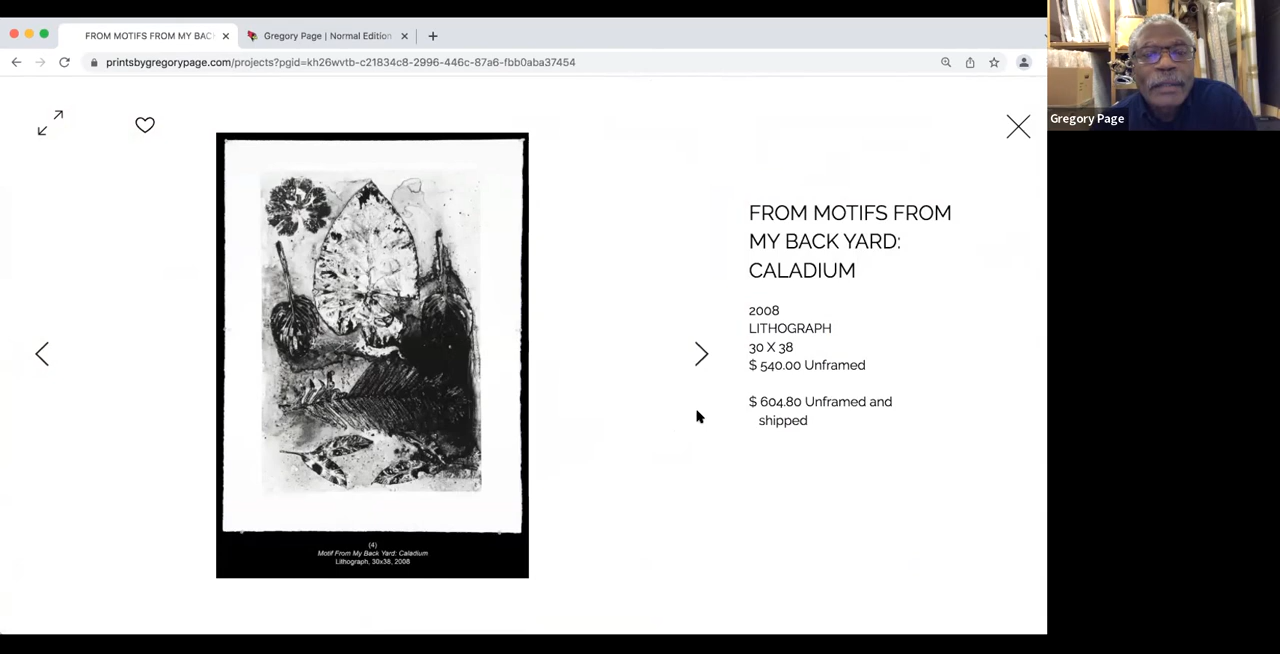 FROM MOTIFS FROM MY BAC
Gregory Page | Normal Edition
printsbygregorypage.com/projects?pgid=kh26wvtb-c21834c8-2996-446c-87a6-fbb0aba37454
Gregory Page
FROM MOTIFS FROM
MY BACK YARD:
CALADIUM
2008
LITHOGRAPH
30 X 38
$ 540.00 Unframed
$ 604.80 Unframed and
shipped
(4)
Motif From My Back Yard: Caladium
Lithograph, 30x38, 2008